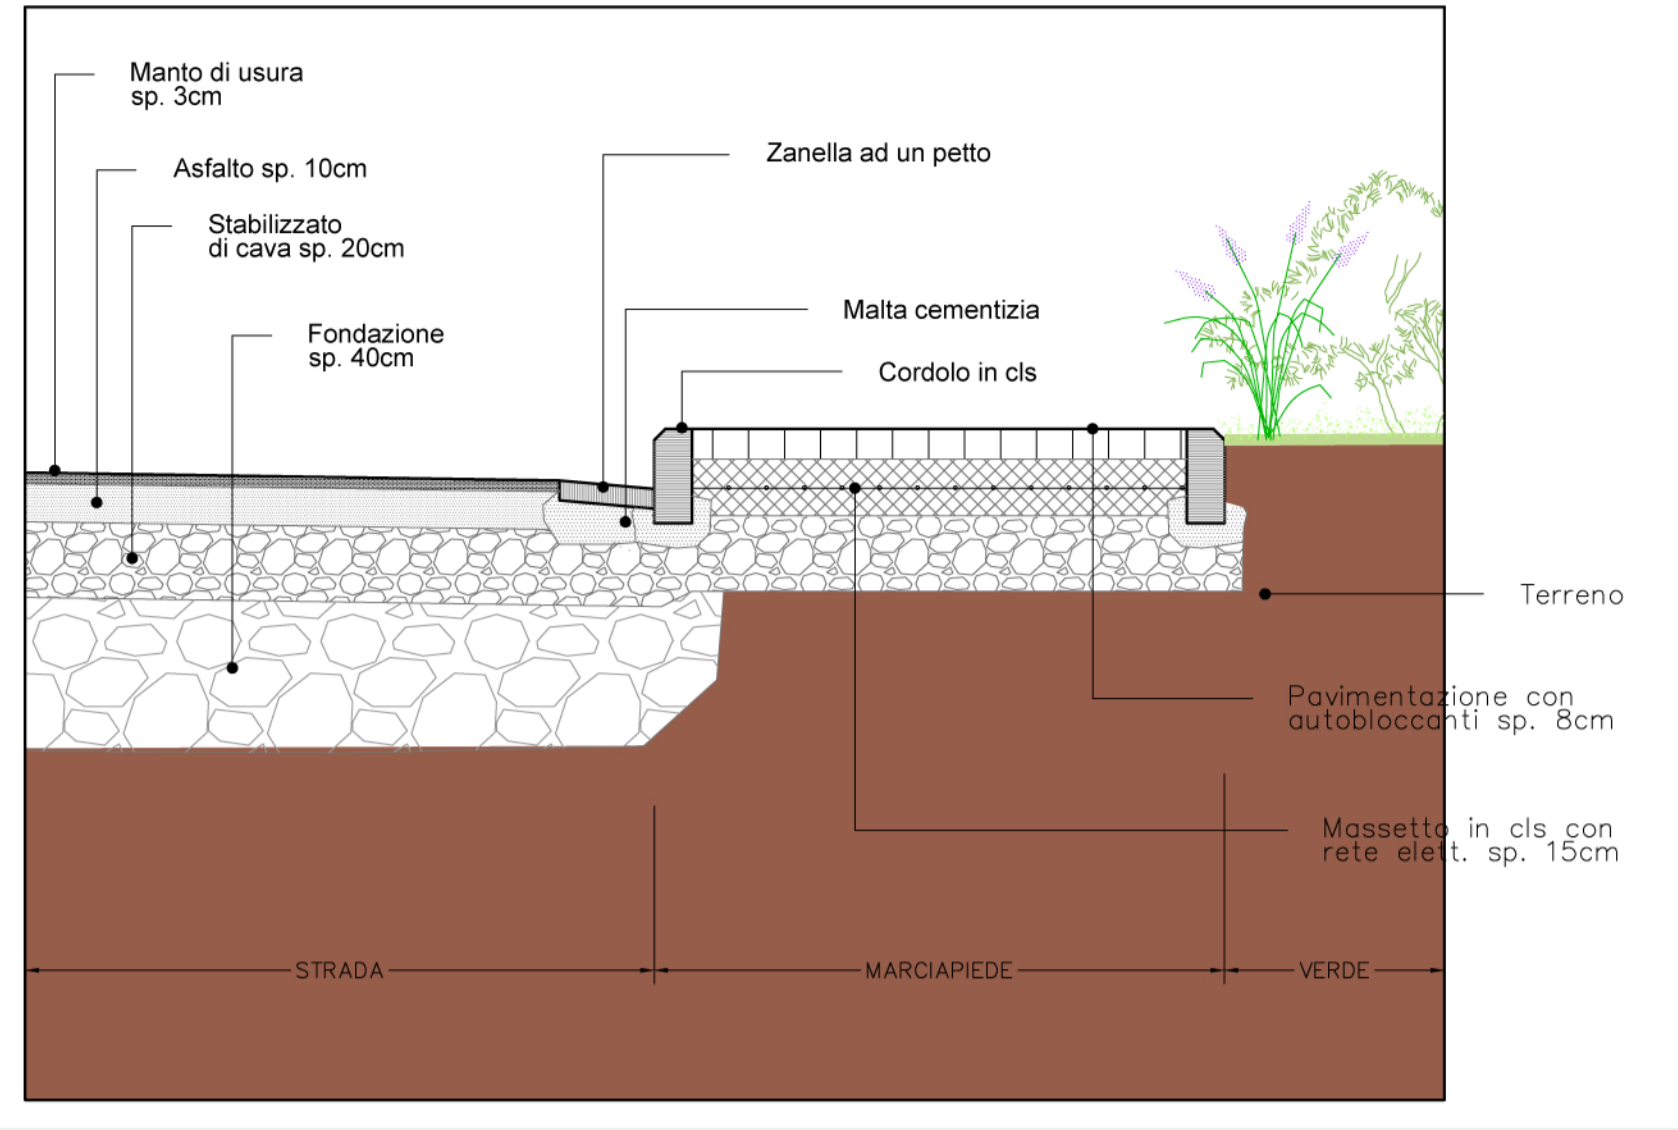 Manto di usura
sp. 3cm
Asfalto sp. 10cm
Stabilizzato
di cava sp. 20cm
Fondazione
sp. 40cm
Zanella ad un petto
Malta cementizia
Cordolo in cls
Terreno
Pavimentazione con
autobloccanti sp. 8cm
Massetto in cls con
rete elett. sp. 15cm
STRADA
MARCIAPIEDE
VERDE